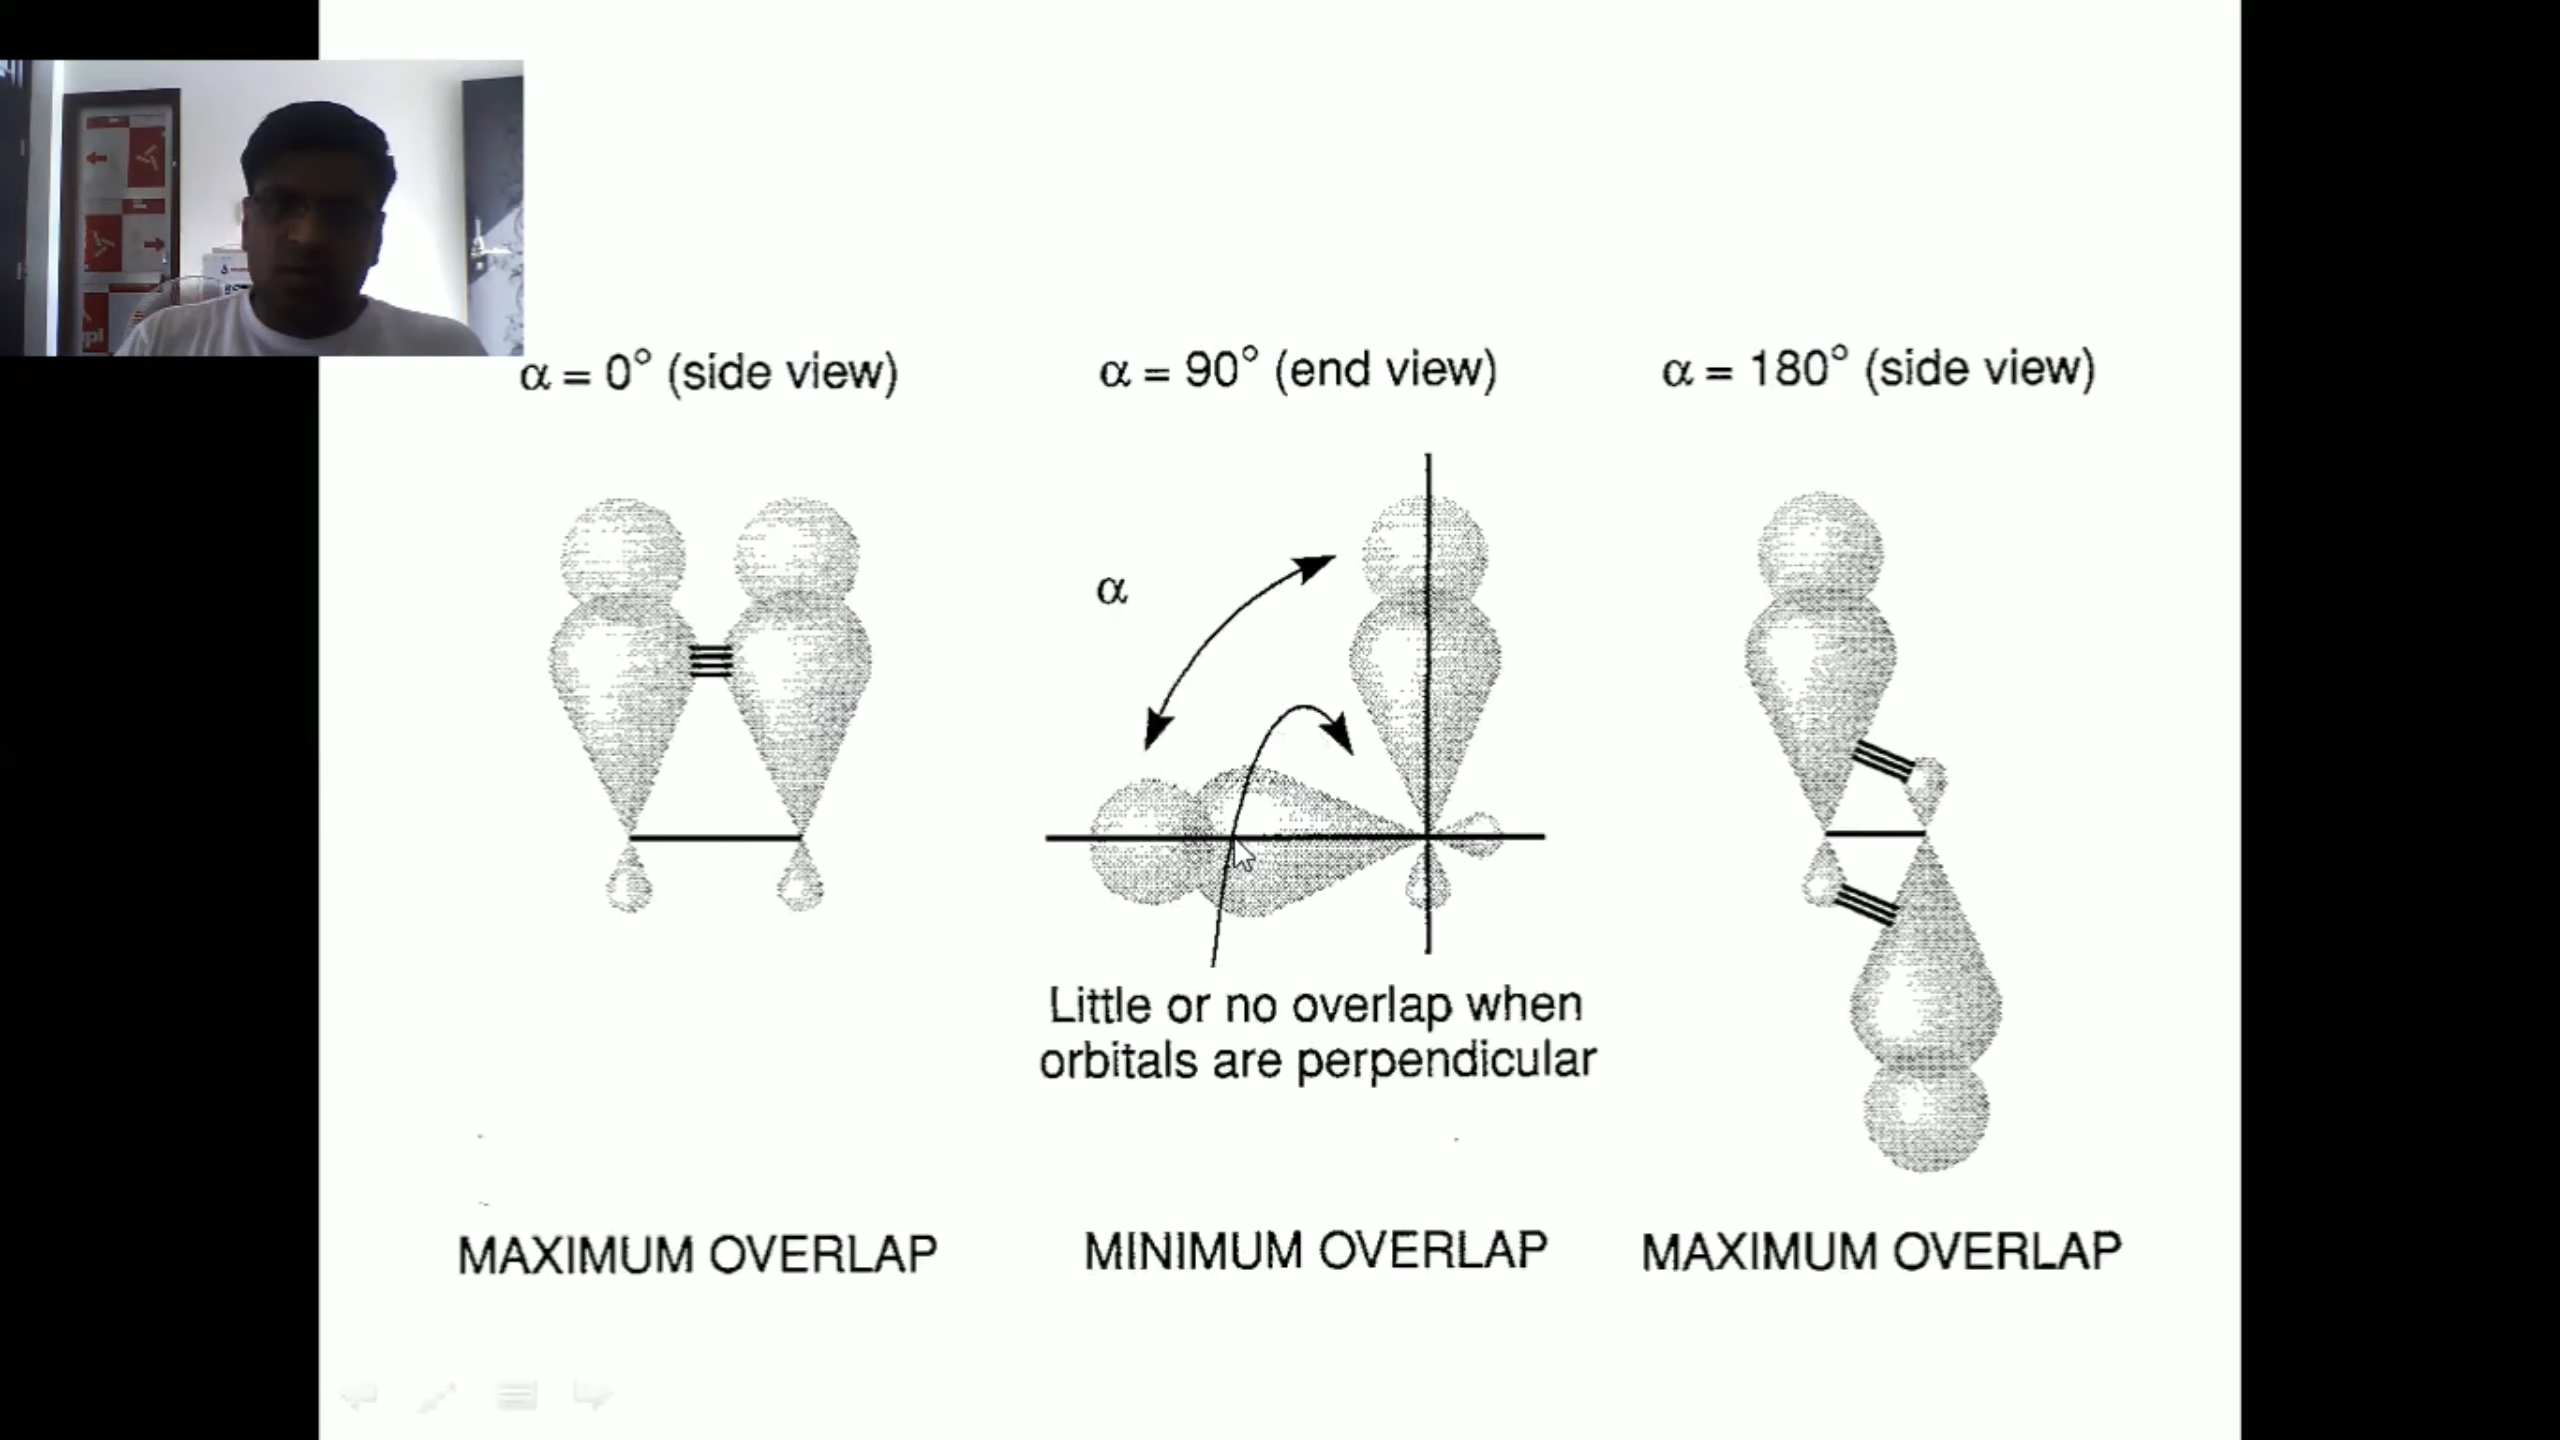 α = 0° (side view)
α = 90° (end view)
α = 180° (side view)
α
Little or no overlap when
orbitals are perpendicular
MAXIMUM OVERLAP
MINIMUM OVERLAP
MAXIMUM OVERLAP